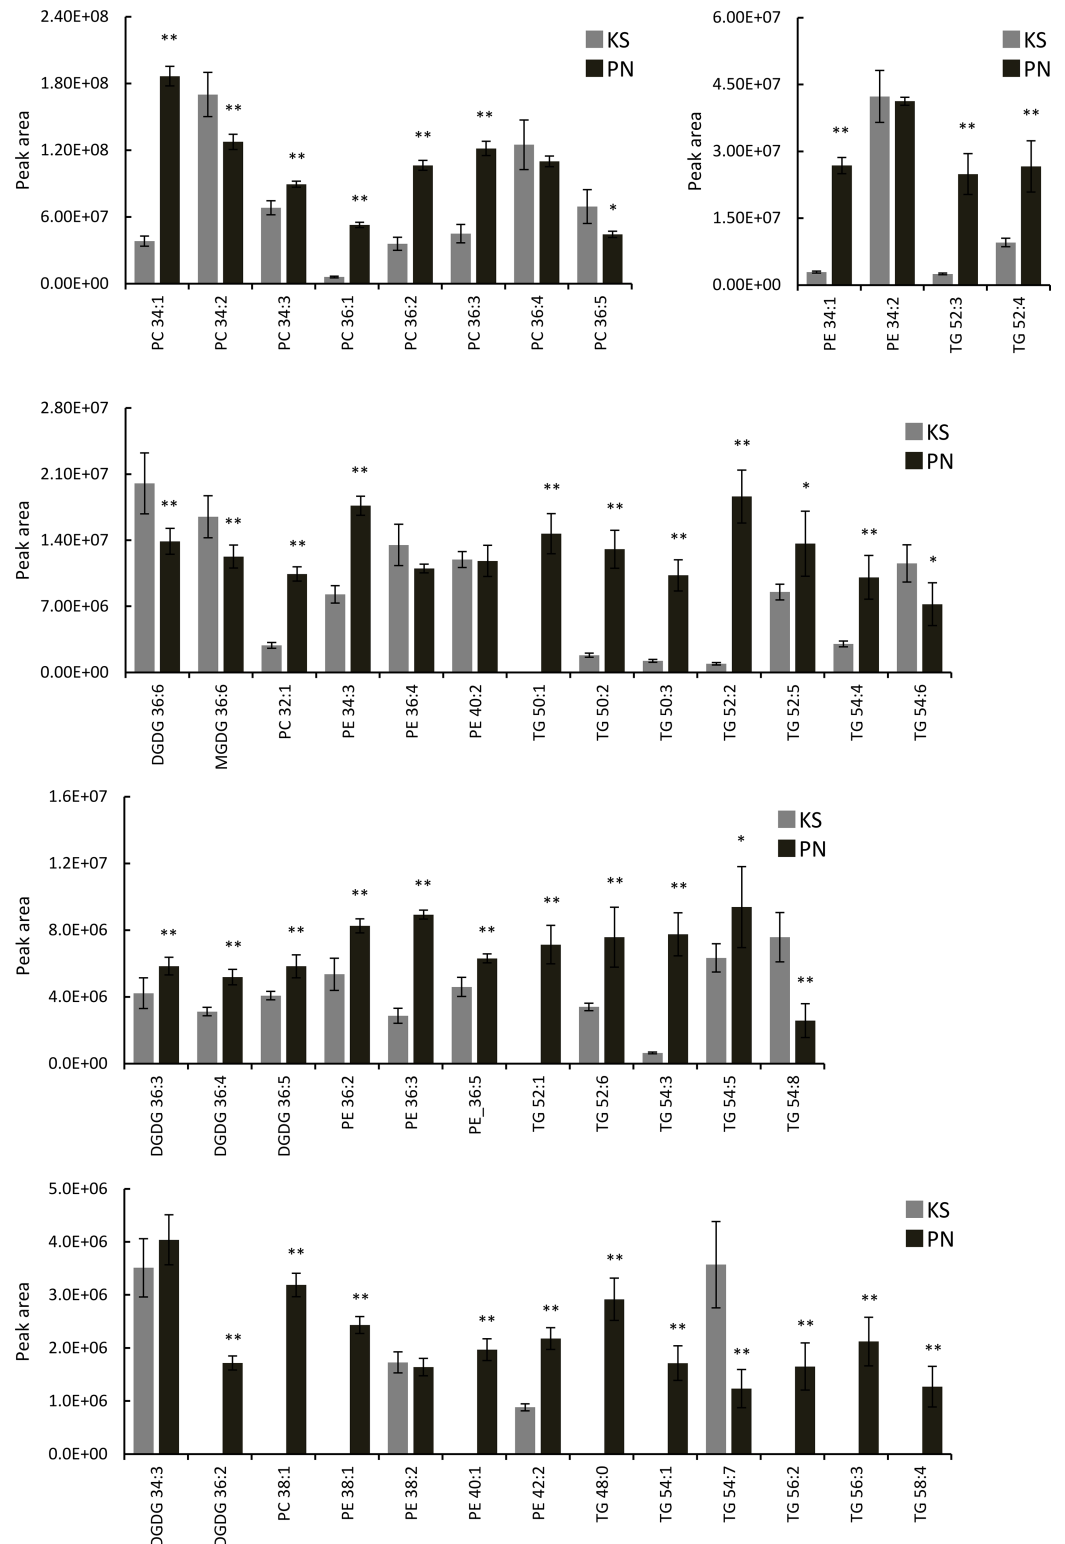 2.40E+08
1.80E+08
1.20E+08
6.00E+07
0.00E+00
Peak area
KS
PN
**
**
**
**
**
**
*
PC 34:1
PC 34:2
PC 34:3
PC 36:1
PC 36:2
PC 36:3
PC 36:4
PC 36:5
6.00E+07
4.50E+07
3.00E+07
1.50E+07
0.00E+00
Peak area
KS
PN
**
**
**
PE 34:1
PE 34:2
TG 52:3
TG 52:4
2.80E+07
2.10E+07
1.40E+07
7.00E+06
0.00E+00
Peak area
KS
PN
**
**
**
**
**
**
**
**
*
**
*
DGDG 36:6
MGDG 36:6
PC 32:1
PE 34:3
PE 36:4
PE 40:2
TG 50:1
TG 50:2
TG 50:3
TG 52:2
TG 52:5
TG 54:4
TG 54:6
1.6E+07
1.2E+07
8.0E+06
4.0E+06
0.0E+00
Peak area
KS
PN
**
**
**
**
**
**
**
**
**
*
**
DGDG 36:3
DGDG 36:4
DGDG 36:5
PE 36:2
PE 36:3
PE_36:5
TG 52:1
TG 52:6
TG 54:3
TG 54:5
TG 54:8
5.0E+06
4.0E+06
3.0E+06
2.0E+06
1.0E+06
0.0E+00
Peak area
KS
PN
**
**
**
**
**
**
**
**
**
**
**
DGDG 34:3
DGDG 36:2
PC 38:1
PE 38:1
PE 38:2
PE 40:1
PE 42:2
TG 48:0
TG 54:1
TG 54:7
TG 56:2
TG 56:3
TG 58:4